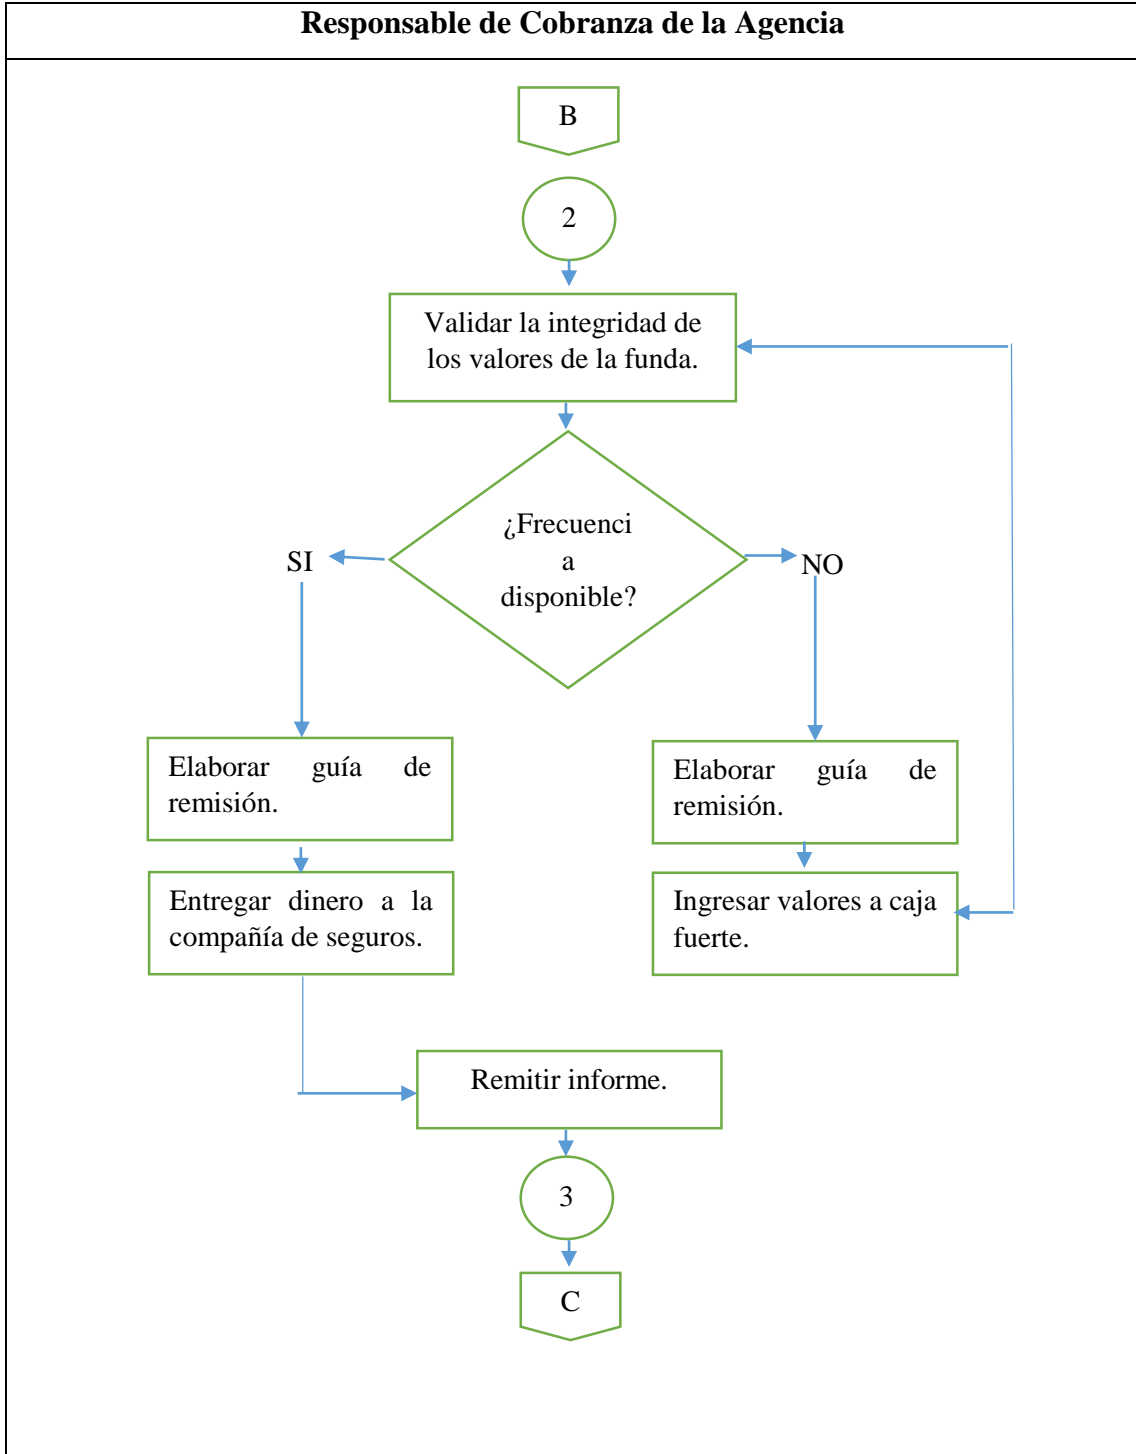 Responsable de Cobranza de la Agencia
B
2
Validar la integridad de
los valores de la funda.
¿Frecuenci
a
disponible?
SI
NO
Elaborar guía de
remisión.
Elaborar guía de
remisión.
Entregar dinero a la
compañía de seguros.
Ingresar valores a caja
fuerte.
Remitir informe.
3
C